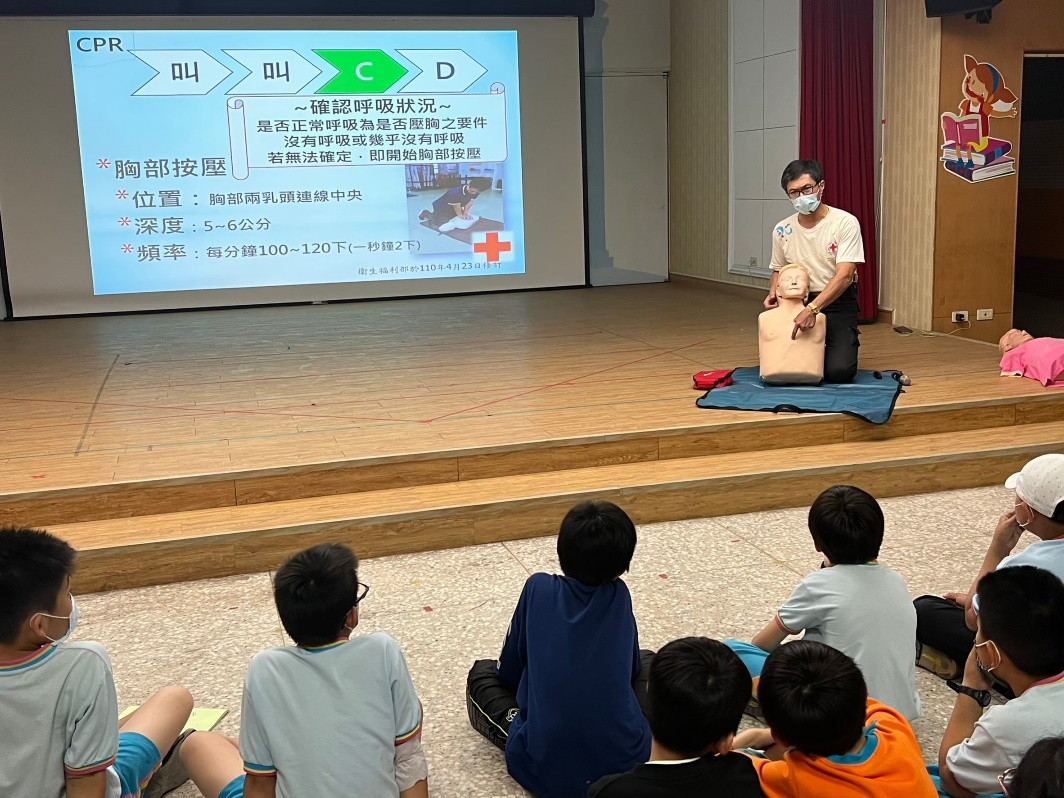 CPR
叫 叫 C D
~確認呼吸狀況~
是否正常呼吸為是否壓胸之要件
沒有呼吸或幾乎沒有呼吸
若無法確定，即開始胸部按壓
*胸部按壓
*位置：胸部兩乳頭連線中央
*深度：5~6公分
*頻率：每分鐘100~120下(一秒鐘2下)
衛生福利部於110年4月23日修訂